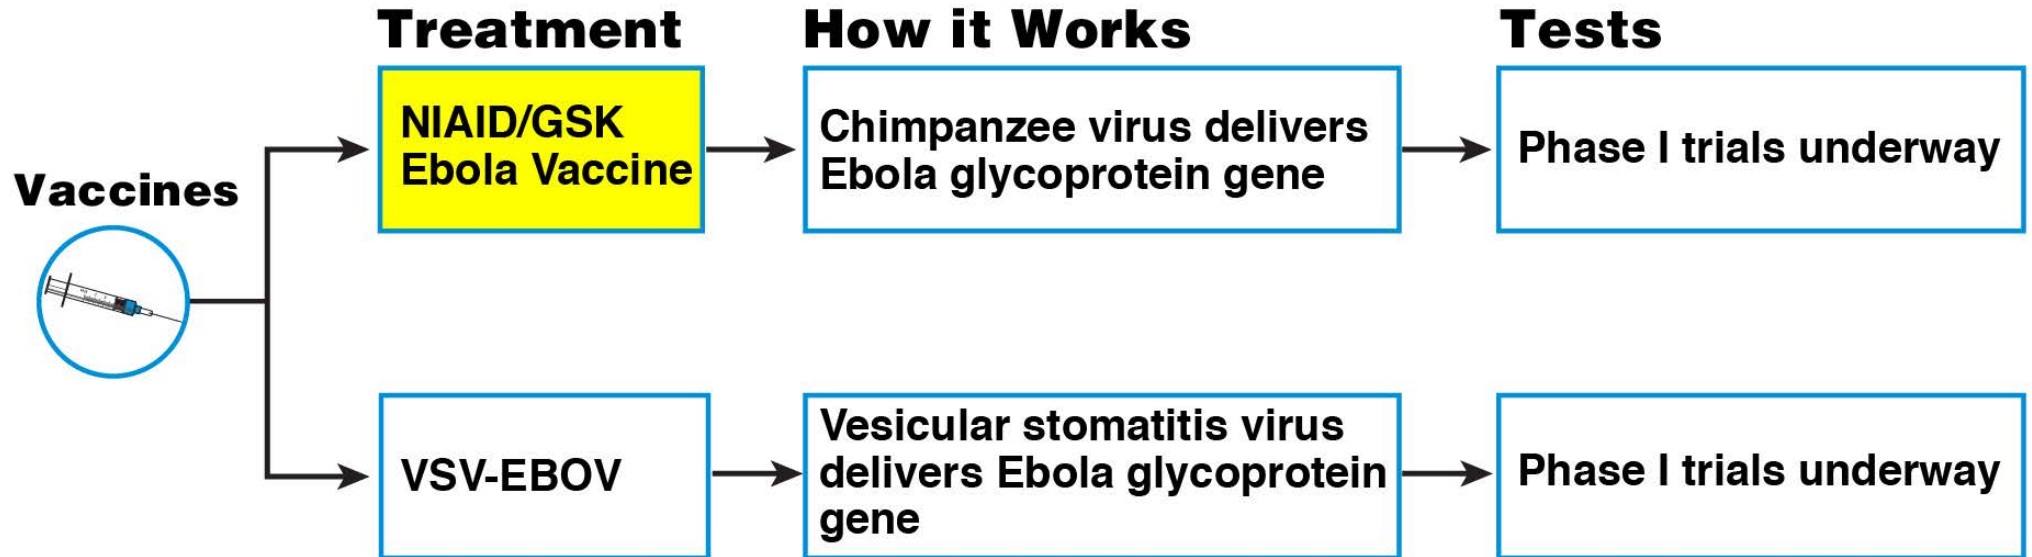 Treatment
How it Works
Tests
Vaccines
NIAID/GSK
Ebola Vaccine
Chimpanzee virus delivers
Ebola glycoprotein gene
Phase I trials underway
VSV-EBOV
Vesicular stomatitis virus
delivers Ebola glycoprotein
gene
Phase I trials underway